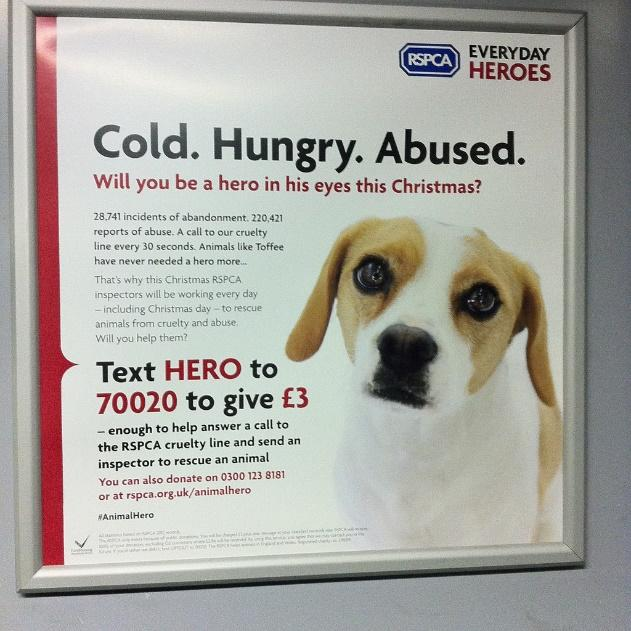 RSPCA
EVERYDAY
HEROES
Cold. Hungry. Abused.
Will you be a hero in his eyes this Christmas?
28,741 incidents of abandonment. 220,421
reports of abuse. A call to our cruelty
line every 30 seconds. Animals like Toffee
have never needed a hero more...
That's why this Christmas RSPCA
inspectors will be working every day
– including Christmas day – to rescue
animals from cruelty and abuse.
Will you help them?
Text HERO to
70020 to give £3
– enough to help answer a call to
the RSPCA cruelty line and send an
inspector to rescue an animal
You can also donate on 0300 123 8181
or at rspca.org.uk/animalhero
#AnimalHero